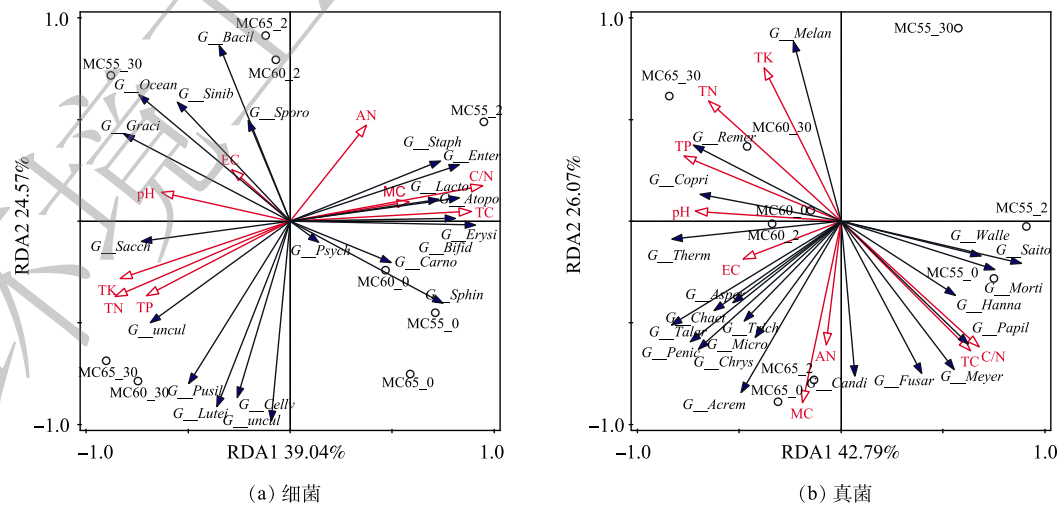 1.0
RDA2 24.57%
−1.0
−1.0
RDA1 39.04%
1.0
MC65_2
G__Bacil
MC60_2
MC55_30
G__Ocean
G__Sinib
G__Sporo
G__Graci
AN
MC55_2
G__Staph
G__Enter
EC
C/N
G__Lacto
MC
G__Atopo
pH
TC
G__Erysi
G__Sacch
G__Psych
G__Bifid
G__Carno
MC60_0
TK
TN
TP
G__Sphin
MC55_0
G__uncul
MC65_30
MC60_30
MC65_0
G__Pusil
G__Lutei
G__Cellv
G__uncul
(a) 细菌
1.0
RDA2 26.07%
−1.0
RDA1 42.79%
1.0
G__Melan
MC55_30
TK
MC65_30
TN
MC60_30
G__Remer
TP
G__Copri
pH
MC60_0
MC60_2
MC55_2
G__Therm
G__Walle
G__Saito
EC
MC55_0
G__Morti
G__Hanna
G__Asper
G__Chaet
G__Talar
G__Trich
G__Micro
G__Penic
G__Chrys
G__Papil
AN
TC
C/N
MC65_2
MC65_0
G__Candi
G__Fusar
G__Meyer
G__Acrem
MC
(b) 真菌